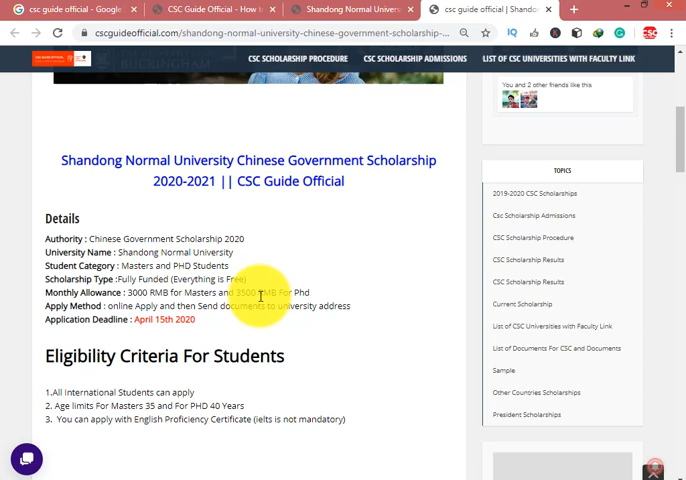 csc guide official - Google
CSC Guide Official - How t
Shandong Normal Univers
csc guide official | Shando
cscguideofficial.com/shandong-normal-university-chinese-government-scholarship-...
BUCKINGHAM
CSC SCHOLARSHIP PROCEDURE
CSC SCHOLARSHIP ADMISSIONS
LIST OF CSC UNIVERSITIES WITH FACULTY LINK
You and 2 other friends like this
Shandong Normal University Chinese Government Scholarship
2020-2021 || CSC Guide Official
Details
Authority : Chinese Government Scholarship 2020
University Name : Shandong Normal University
Student Category : Masters and PHD Students
Scholarship Type :Fully Funded (Everything is Free)
Monthly Allowance : 3000 RMB for Masters and 3500 RMB For Phd
Apply Method : online Apply and then Send documents to university address
Application Deadline : April 15th 2020
Eligibility Criteria For Students
1.All International Students can apply
2. Age limits For Masters 35 and For PHD 40 Years
3. You can apply with English Proficiency Certificate (ielts is not mandatory)
TOPICS
2019-2020 CSC Scholarships
Csc Scholarship Admissions
CSC Scholarship Procedure
CSC Scholarship Results
CSC Scholarship Results
Current Scholarship
List of CSC Universities with Faculty Link
List of Documents For CSC and Documents
Sample
Other Countries Scholarships
President Scholarships